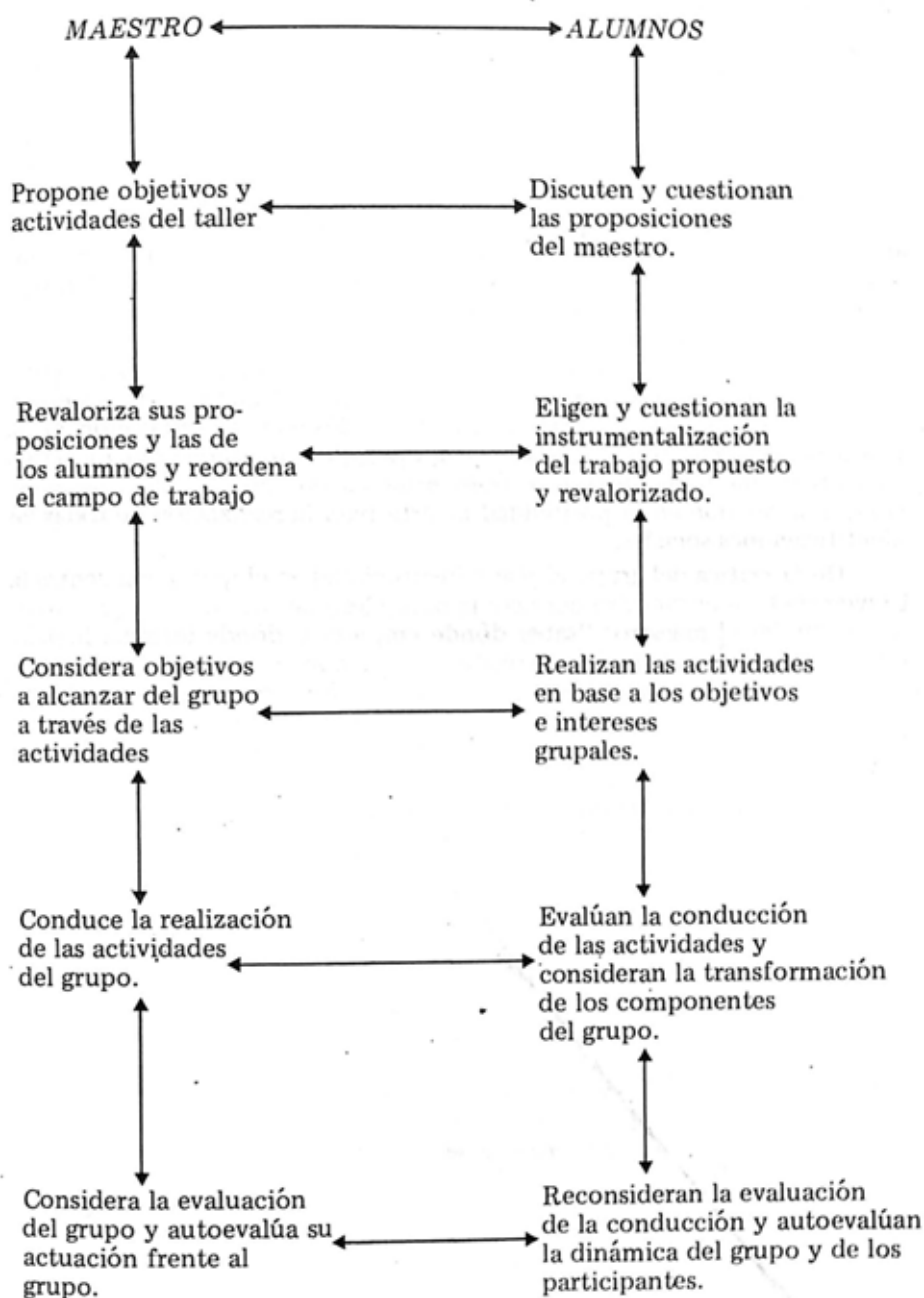 MAESTRO ALUMNOS
Propone objetivos y
actividades del taller
Discuten y cuestionan
las proposiciones
del maestro.
Revaloriza sus pro-
posiciones y las de
los alumnos y reordena
el campo de trabajo
Eligen y cuestionan la
instrumentalización
del trabajo propuesto
y revalorizado.
Considera objetivos
a alcanzar del grupo
a través de las
actividades
Realizan las actividades
en base a los objetivos
e intereses
grupales.
Conduce la realización
de las actividades
del grupo.
Evalúan la conducción
de las actividades y
consideran la transformación
de los componentes
del grupo.
Considera la evaluación
del grupo y autoevalúa su
actuación frente al
grupo.
Reconsideran la evaluación
de la conducción y autoevalúan
la dinámica del grupo y de los
participantes.